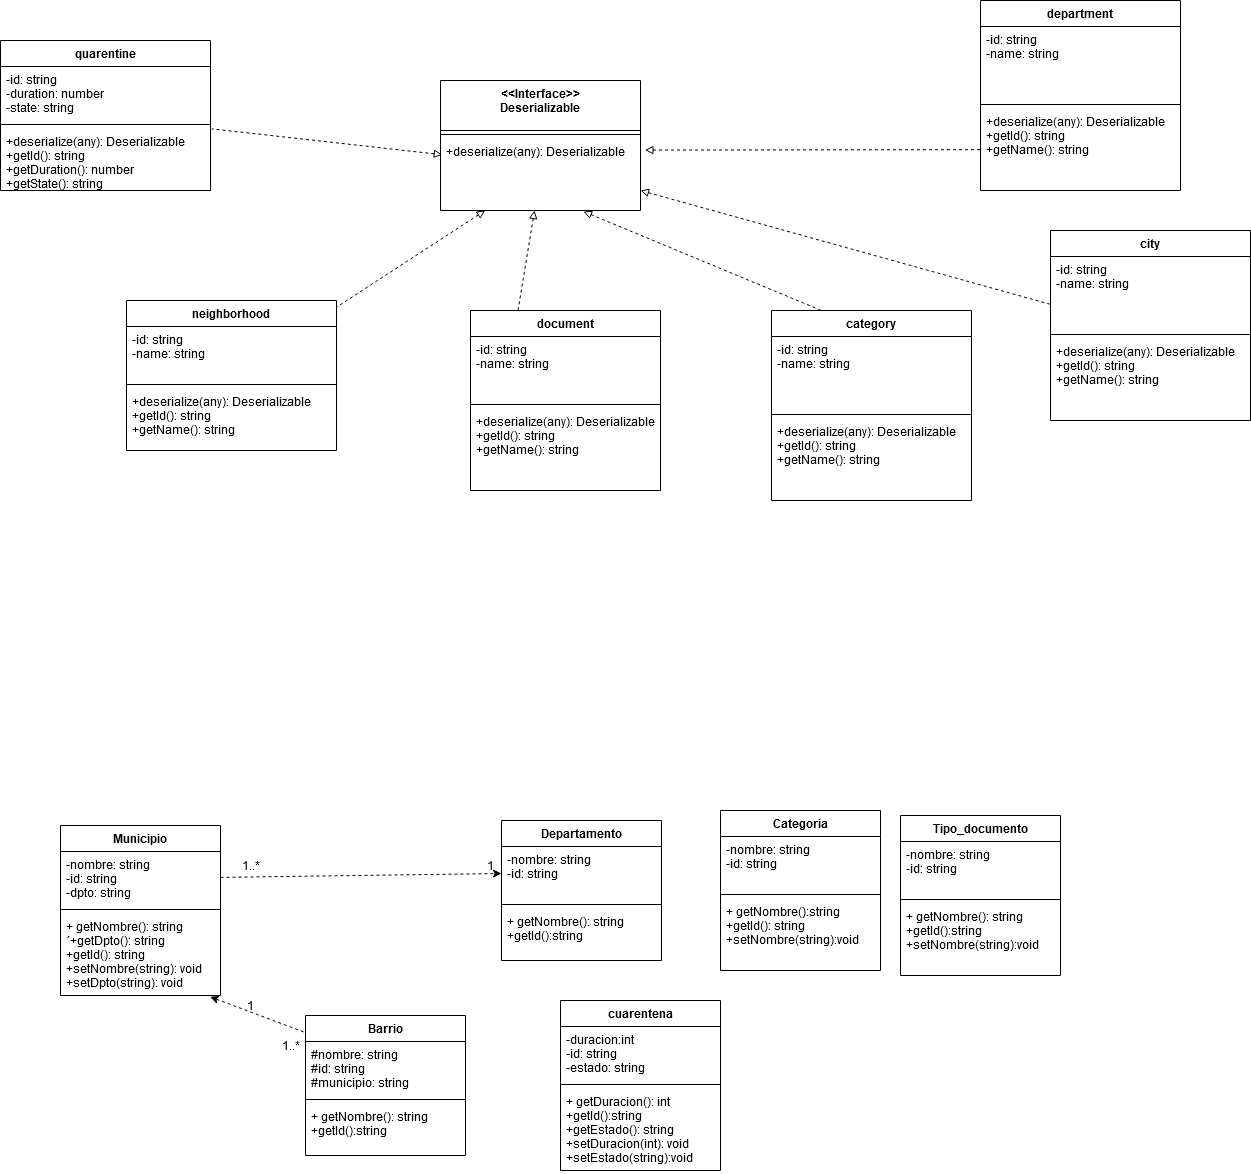 quarentine
-id: string
-duration: number
-state: string
+deserialize(any): Deserializable
+getId(): string
+getDuration(): number
+getState(): string
<<Interface>>
Deserializable
+deserialize(any): Deserializable
department
-id: string
-name: string
+deserialize(any): Deserializable
+getId(): string
+getName(): string
city
-id: string
-name: string
+deserialize(any): Deserializable
+getId(): string
+getName(): string
neighborhood
-id: string
-name: string
+deserialize(any): Deserializable
+getId(): string
+getName(): string
document
-id: string
-name: string
+deserialize(any): Deserializable
+getId(): string
+getName(): string
category
-id: string
-name: string
+deserialize(any): Deserializable
+getId(): string
+getName(): string
Municipio
-nombre: string
-id: string
-dpto: string
+ getNombre(): string
´+getDpto(): string
+getId(): string
+setNombre(string): void
+setDpto(string): void
1..*
1
Departamento
-nombre: string
-id: string
+ getNombre(): string
+getId():string
Categoria
-nombre: string
-id: string
+ getNombre():string
+getId(): string
+setNombre(string):void
Tipo_documento
-nombre: string
-id: string
+ getNombre(): string
+getId():string
+setNombre(string):void
1
1..*
Barrio
#nombre: string
#id: string
#municipio: string
+ getNombre(): string
+getId():string
cuarentena
-duracion:int
-id: string
-estado: string
+ getDuracion(): int
+getId():string
+getEstado(): string
+setDuracion(int): void
+setEstado(string):void